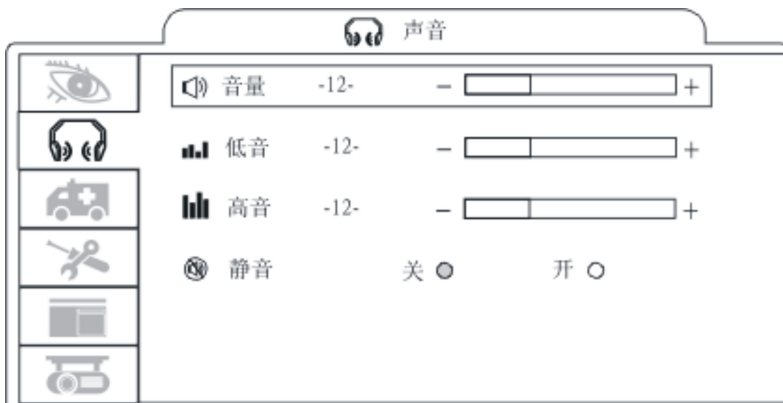 声音
音量 -12- - +
低音 -12- - +
高音 -12- - +
静音 关 开